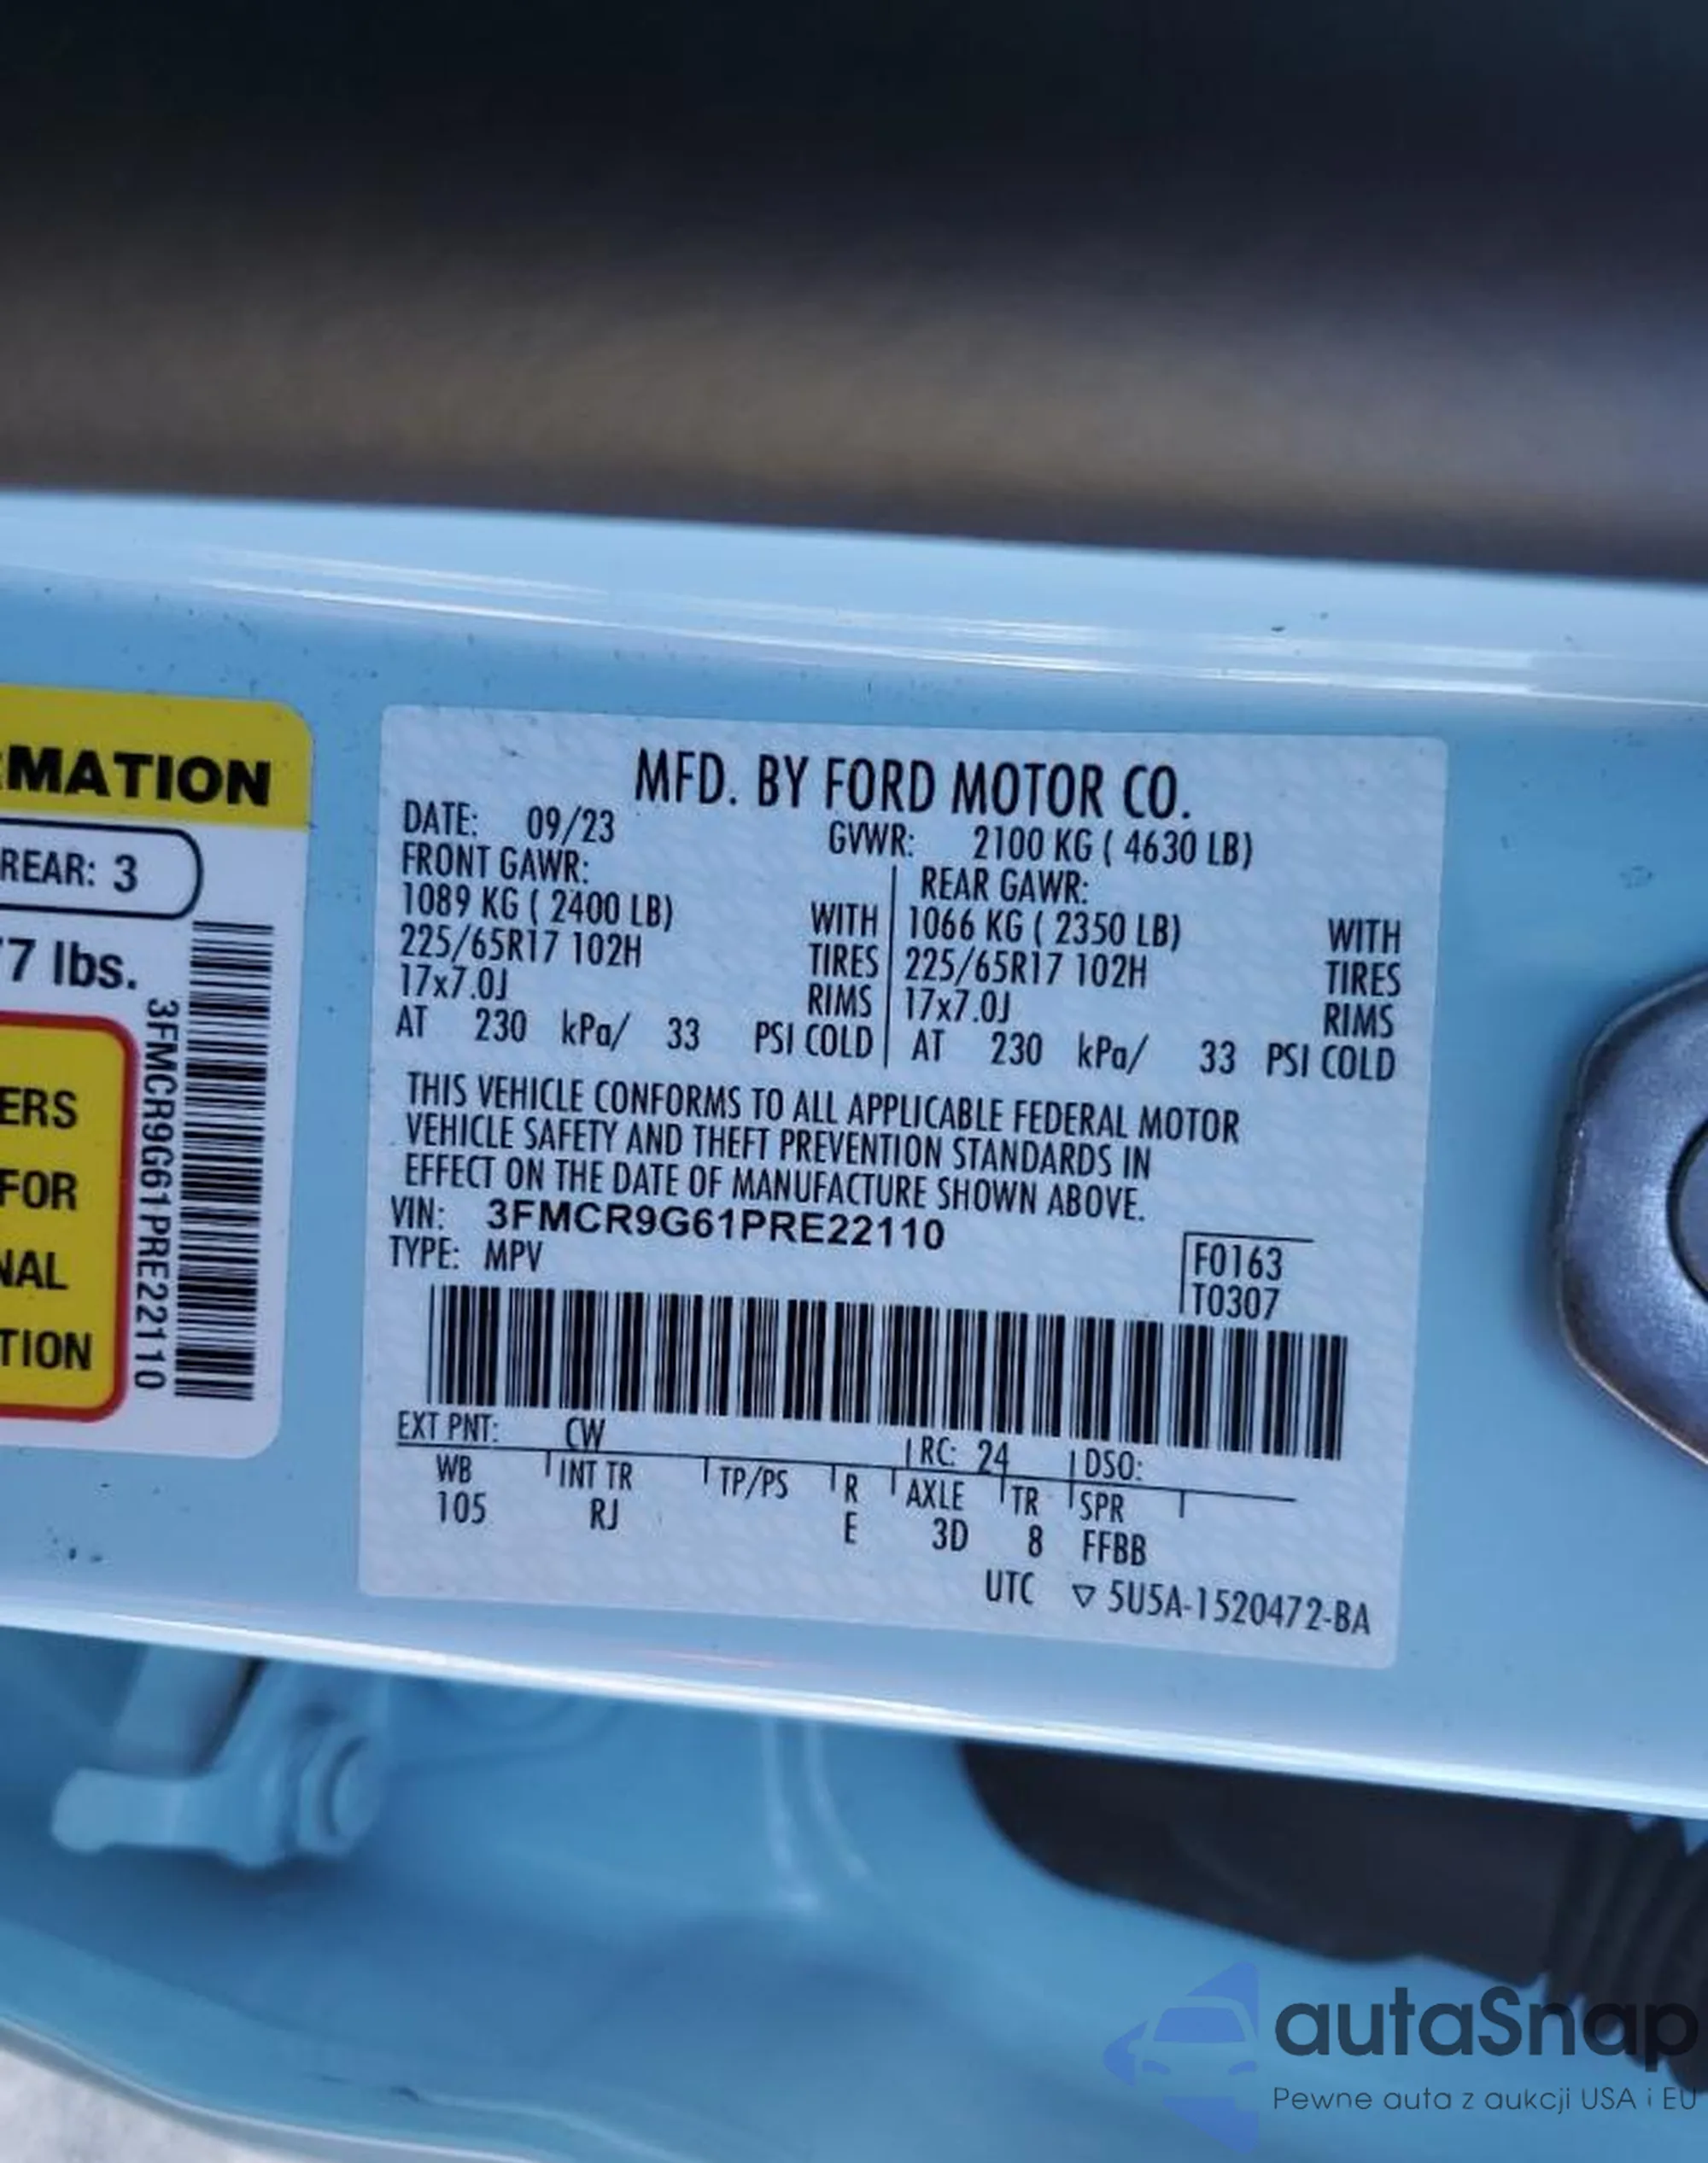 RMATION
REAR: 3
7 lbs.
ERS
FOR
NAL
TION
3FMCR9G61PRE22110
MFD. BY FORD MOTOR CO.
DATE: 09/23 GVWR: 2100 KG ( 4630 LB)
FRONT GAWR: REAR GAWR:
1089 KG ( 2400 LB) WITH 1066 KG ( 2350 LB) WITH
225/65R17 102H TIRES 225/65R17 102H TIRES
17x7.0J RIMS 17x7.0J RIMS
AT 230 kPa/ 33 PSI COLD AT 230 kPa/ 33 PSI COLD
THIS VEHICLE CONFORMS TO ALL APPLICABLE FEDERAL MOTOR
VEHICLE SAFETY AND THEFT PREVENTION STANDARDS IN
EFFECT ON THE DATE OF MANUFACTURE SHOWN ABOVE.
VIN: 3FMCR9G61PRE22110
TYPE: MPV
F0163
T0307
EXT PNT: CW RC: 24 DSO:
WB INT TR TP/PS R AXLE TR SPR
105 RJ E 3D 8 FFBB
UTC ▽ 5U5A-1520472-BA
autaSnap
Pewne auta z aukcji USA i EU